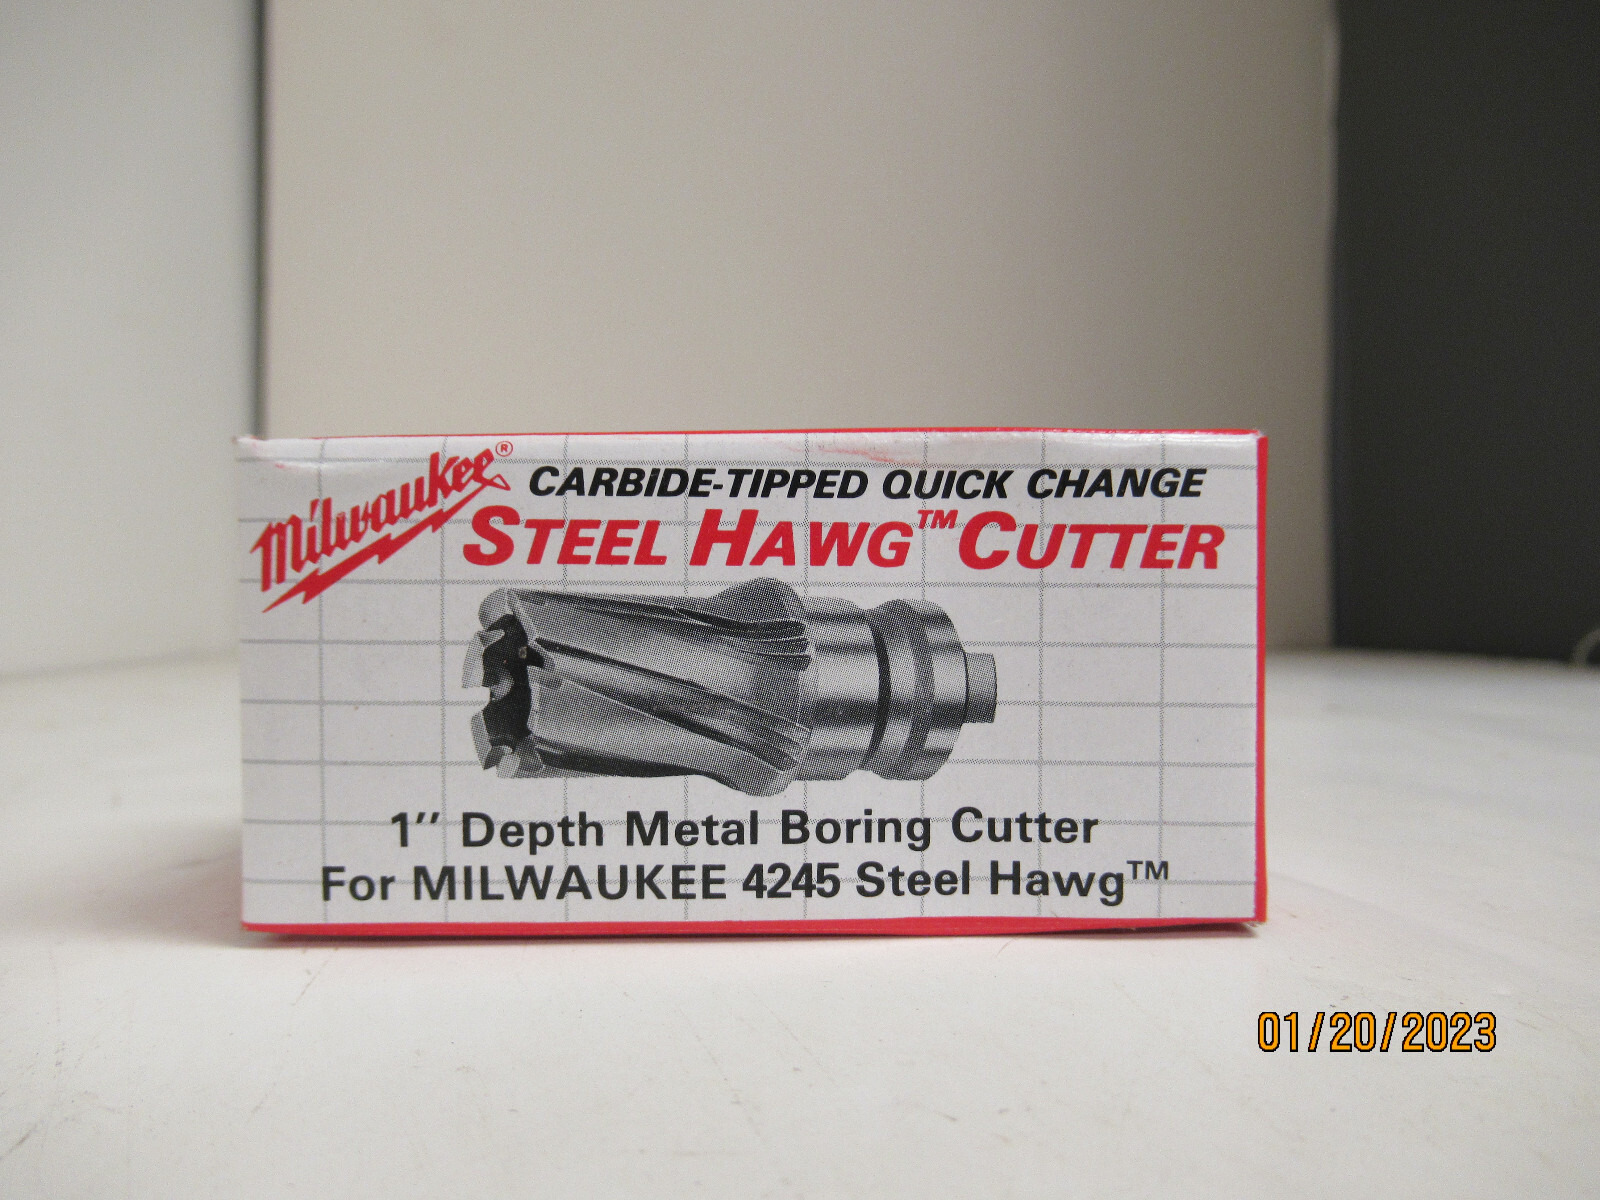 Milwaukee®
CARBIDE-TIPPED QUICK CHANGE
STEEL HAWG™ CUTTER
1'' Depth Metal Boring Cutter
For MILWAUKEE 4245 Steel Hawg™
01/20/2023